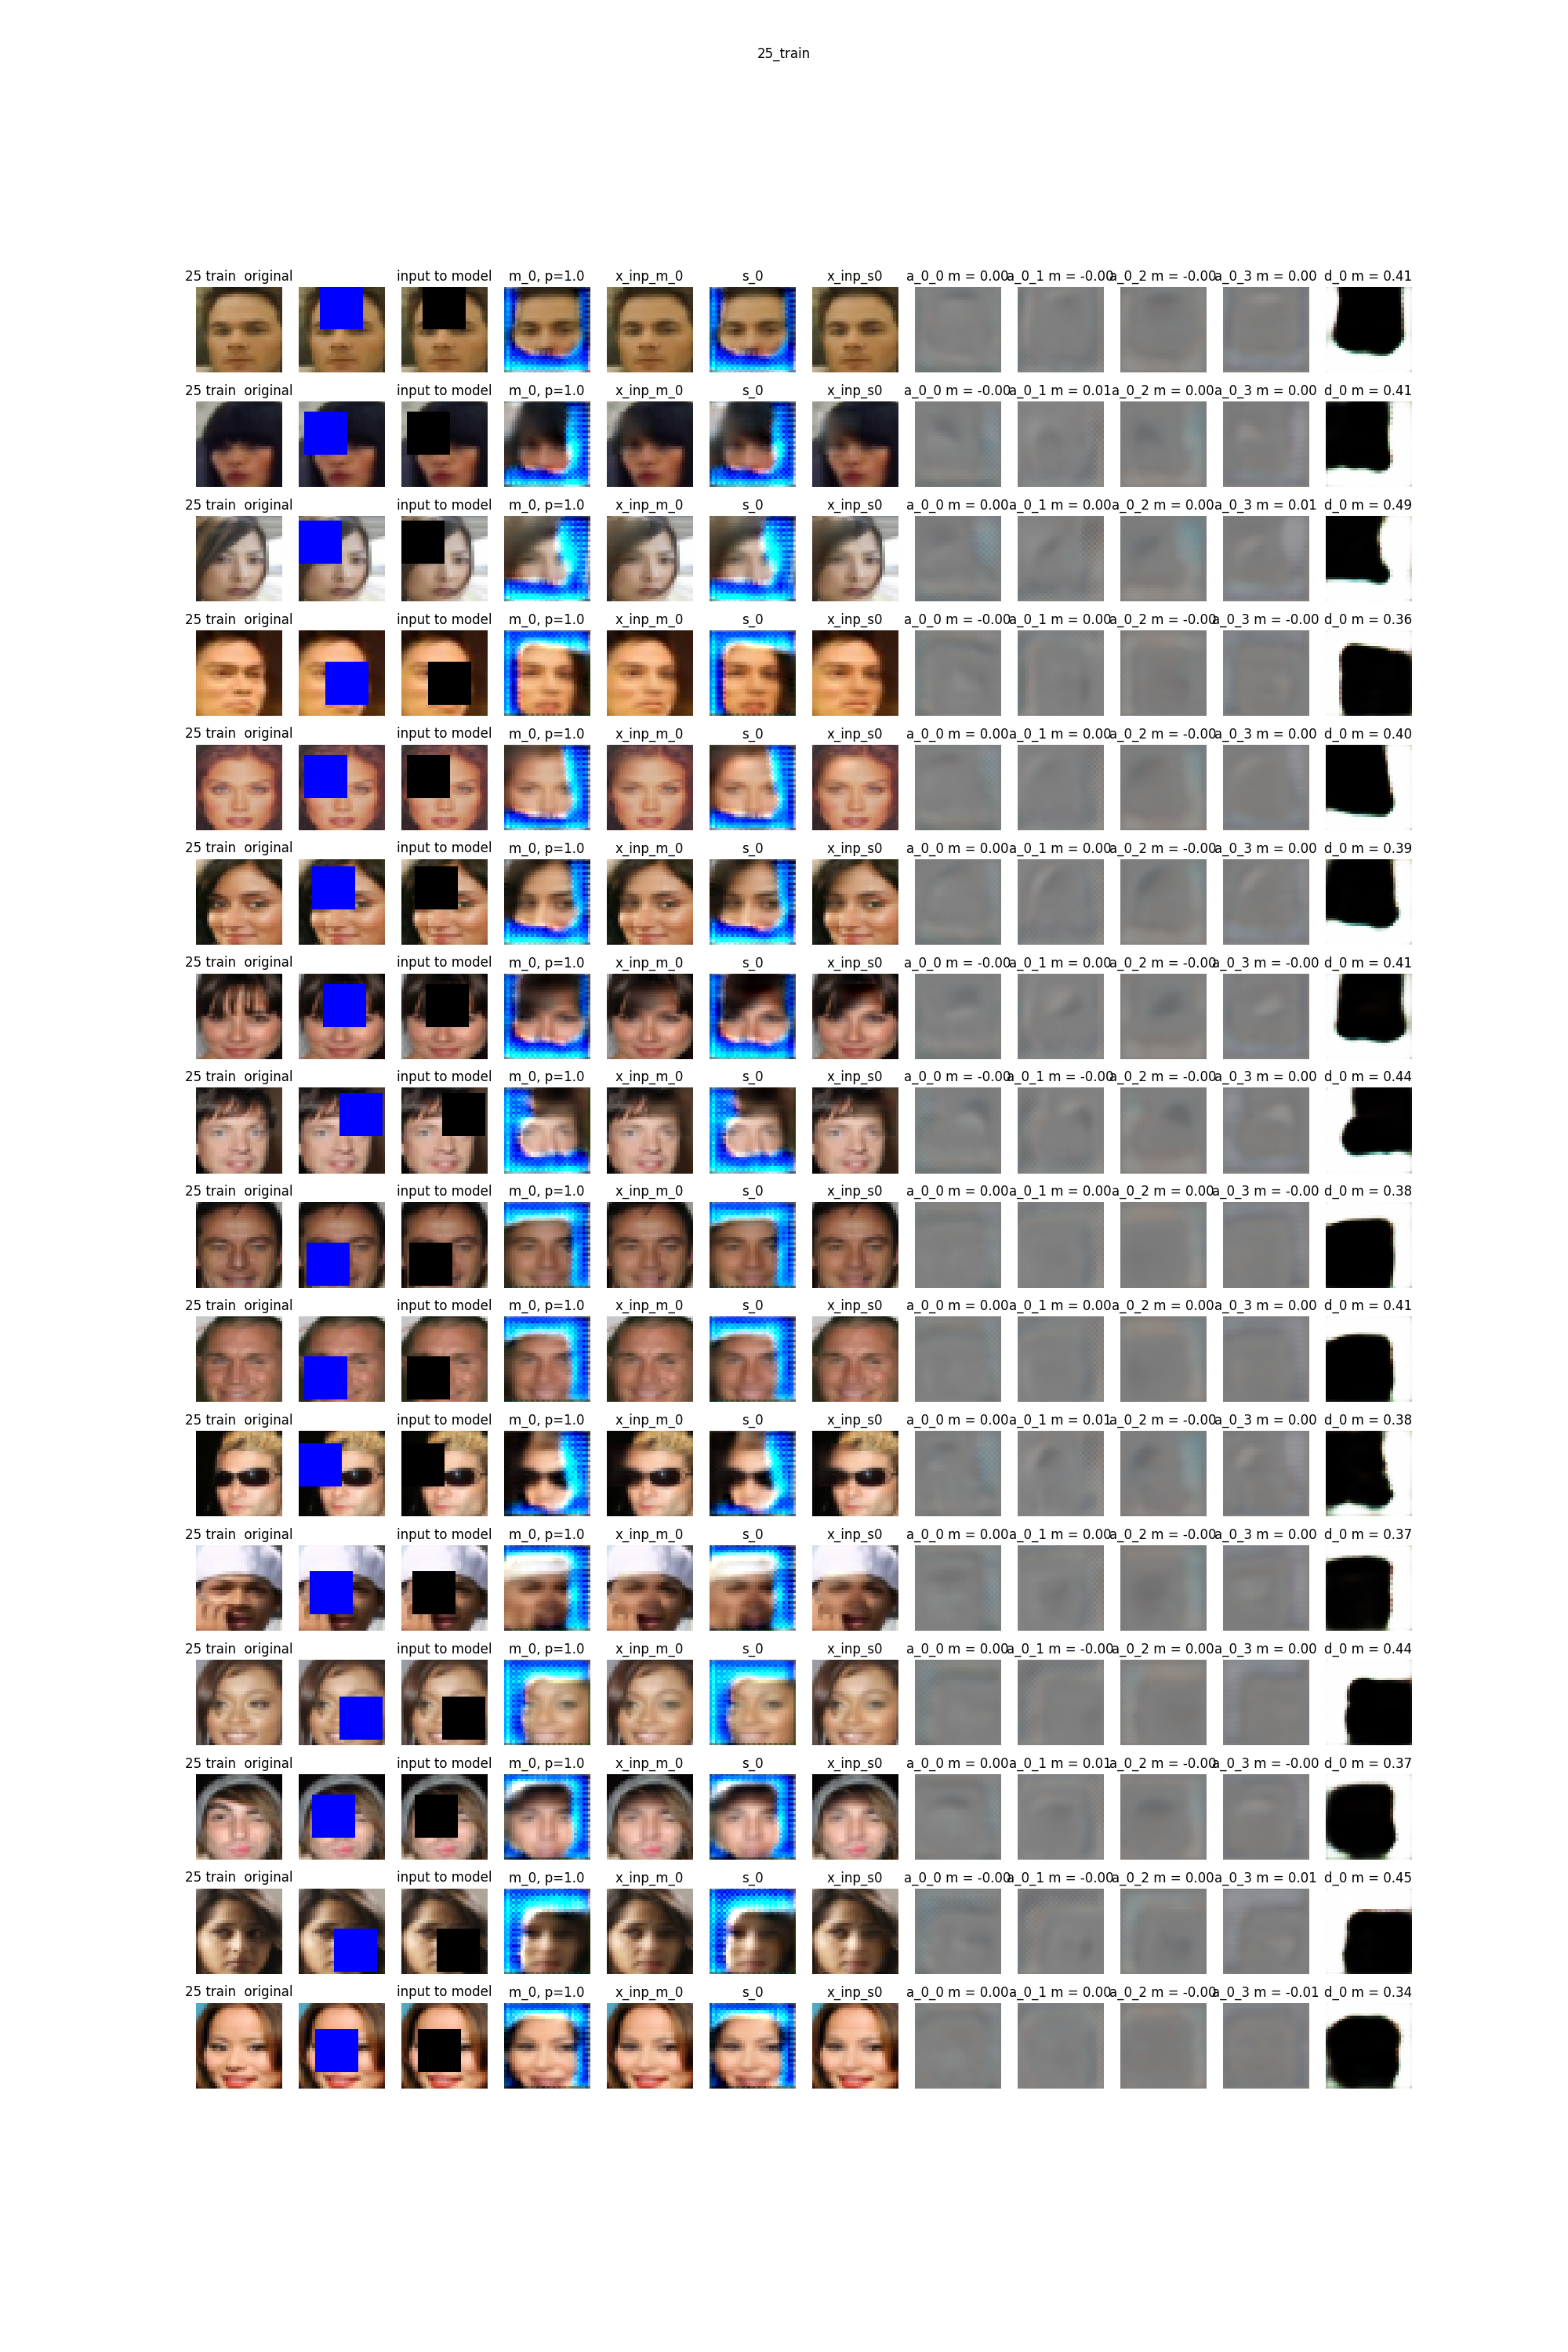 25_train
25 train original input to model m_0, p=1.0 x_inp_m_0 s_0 x_inp_s0 a_0_0 m = 0.00 a_0_1 m = -0.00 a_0_2 m = -0.00 a_0_3 m = 0.00 d_0 m = 0.41
25 train original input to model m_0, p=1.0 x_inp_m_0 s_0 x_inp_s0 a_0_0 m = -0.00 a_0_1 m = 0.01 a_0_2 m = 0.00 a_0_3 m = 0.00 d_0 m = 0.41
25 train original input to model m_0, p=1.0 x_inp_m_0 s_0 x_inp_s0 a_0_0 m = 0.00 a_0_1 m = 0.00 a_0_2 m = 0.00 a_0_3 m = 0.01 d_0 m = 0.49
25 train original input to model m_0, p=1.0 x_inp_m_0 s_0 x_inp_s0 a_0_0 m = -0.00 a_0_1 m = 0.00 a_0_2 m = -0.00 a_0_3 m = -0.00 d_0 m = 0.36
25 train original input to model m_0, p=1.0 x_inp_m_0 s_0 x_inp_s0 a_0_0 m = 0.00 a_0_1 m = 0.00 a_0_2 m = -0.00 a_0_3 m = 0.00 d_0 m = 0.40
25 train original input to model m_0, p=1.0 x_inp_m_0 s_0 x_inp_s0 a_0_0 m = 0.00 a_0_1 m = 0.00 a_0_2 m = -0.00 a_0_3 m = 0.00 d_0 m = 0.39
25 train original input to model m_0, p=1.0 x_inp_m_0 s_0 x_inp_s0 a_0_0 m = -0.00 a_0_1 m = 0.00 a_0_2 m = -0.00 a_0_3 m = -0.00 d_0 m = 0.41
25 train original input to model m_0, p=1.0 x_inp_m_0 s_0 x_inp_s0 a_0_0 m = -0.00 a_0_1 m = -0.00 a_0_2 m = -0.00 a_0_3 m = 0.00 d_0 m = 0.44
25 train original input to model m_0, p=1.0 x_inp_m_0 s_0 x_inp_s0 a_0_0 m = 0.00 a_0_1 m = 0.00 a_0_2 m = 0.00 a_0_3 m = -0.00 d_0 m = 0.38
25 train original input to model m_0, p=1.0 x_inp_m_0 s_0 x_inp_s0 a_0_0 m = 0.00 a_0_1 m = 0.00 a_0_2 m = 0.00 a_0_3 m = 0.00 d_0 m = 0.41
25 train original input to model m_0, p=1.0 x_inp_m_0 s_0 x_inp_s0 a_0_0 m = 0.00 a_0_1 m = 0.01 a_0_2 m = -0.00 a_0_3 m = 0.00 d_0 m = 0.38
25 train original input to model m_0, p=1.0 x_inp_m_0 s_0 x_inp_s0 a_0_0 m = 0.00 a_0_1 m = 0.00 a_0_2 m = -0.00 a_0_3 m = 0.00 d_0 m = 0.37
25 train original input to model m_0, p=1.0 x_inp_m_0 s_0 x_inp_s0 a_0_0 m = 0.00 a_0_1 m = -0.00 a_0_2 m = 0.00 a_0_3 m = 0.00 d_0 m = 0.44
25 train original input to model m_0, p=1.0 x_inp_m_0 s_0 x_inp_s0 a_0_0 m = 0.00 a_0_1 m = 0.01 a_0_2 m = -0.00 a_0_3 m = -0.00 d_0 m = 0.37
25 train original input to model m_0, p=1.0 x_inp_m_0 s_0 x_inp_s0 a_0_0 m = -0.00 a_0_1 m = -0.00 a_0_2 m = 0.00 a_0_3 m = 0.01 d_0 m = 0.45
25 train original input to model m_0, p=1.0 x_inp_m_0 s_0 x_inp_s0 a_0_0 m = 0.00 a_0_1 m = 0.00 a_0_2 m = -0.00 a_0_3 m = -0.01 d_0 m = 0.34